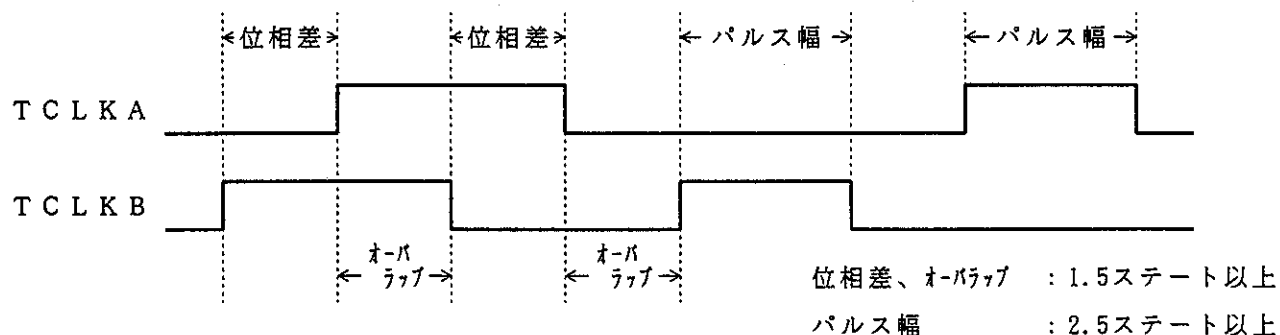 位相差 位相差 パルス幅 パルス幅
TCLKA
TCLKB
オーバ オーバ
ラップ ラップ
位相差、オーバラップ : 1.5ステート以上
パルス幅 : 2.5ステート以上